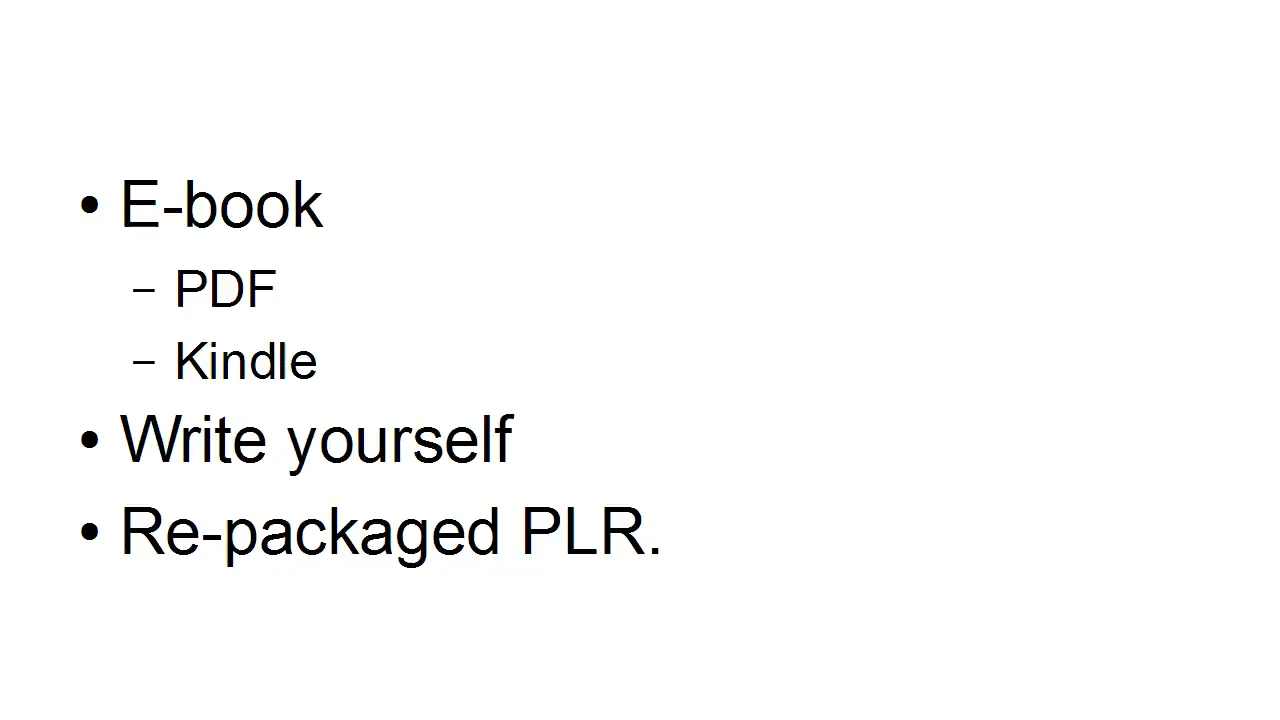 • E-book
– PDF
– Kindle
• Write yourself
• Re-packaged PLR.